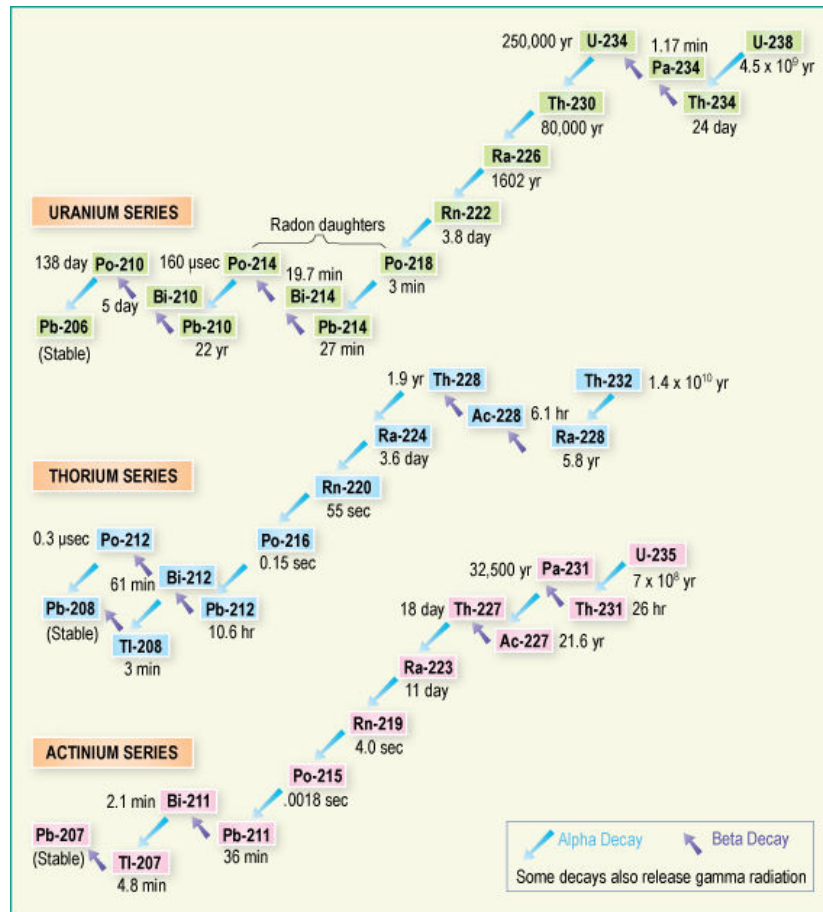 250,000 yr U-234 1.17 min U-238
Pa-234 4.5 x 10⁹ yr
Th-230 Th-234
80,000 yr 24 day
Ra-226
1602 yr
URANIUM SERIES Rn-222
Radon daughters 3.8 day
138 day Po-210 160 µsec Po-214 Po-218
19.7 min
Bi-210 Bi-214 3 min
5 day
Pb-206 Pb-210 Pb-214
(Stable) 22 yr 27 min
1.9 yr Th-228 Th-232 1.4 x 10¹⁰ yr
Ac-228 6.1 hr
Ra-224 Ra-228
3.6 day 5.8 yr
THORIUM SERIES
Rn-220
55 sec
0.3 µsec Po-212 Po-216
0.15 sec
61 min Bi-212
Pb-208 Pb-212
(Stable) 10.6 hr
Tl-208
3 min
U-235
32,500 yr Pa-231 7 x 10⁸ yr
18 day Th-227 Th-231 26 hr
Ac-227 21.6 yr
Ra-223
11 day
Rn-219
ACTINIUM SERIES 4.0 sec
Po-215
2.1 min Bi-211 .0018 sec
Pb-207 Pb-211
(Stable) 36 min
Tl-207
4.8 min
Alpha Decay Beta Decay
Some decays also release gamma radiation